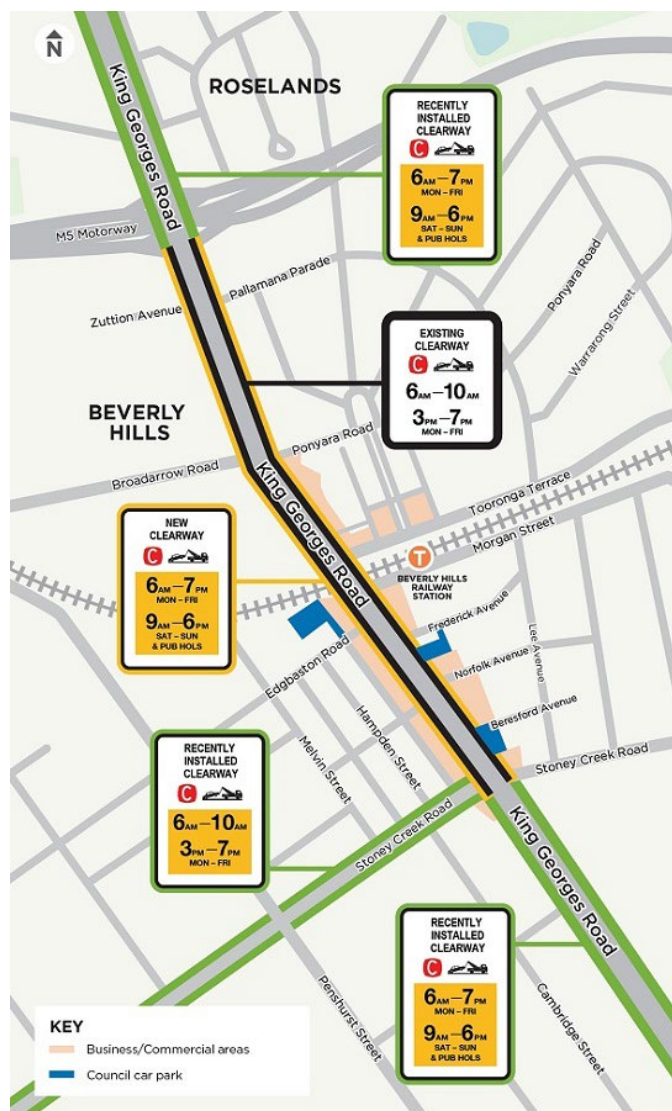 N
King Georges Road
ROSELANDS
RECENTLY
INSTALLED
CLEARWAY
C
6AM–7PM
MON – FRI
9AM–6PM
SAT – SUN
& PUB HOLS
M5 Motorway
Pallamana Parade
Zuttion Avenue
Ponyara Road
Warrarong Street
EXISTING
CLEARWAY
C
6AM–10AM
3PM–7PM
MON – FRI
BEVERLY
HILLS
Ponyara Road
Broadarrow Road
King Georges Road
Tooronga Terrace
Morgan Street
NEW
CLEARWAY
C
6AM–7PM
MON – FRI
9AM–6PM
SAT – SUN
& PUB HOLS
T
BEVERLY HILLS
RAILWAY
STATION
Frederick Avenue
Lee Avenue
Edgbaston Road
Norfolk Avenue
Beresford Avenue
Hampden Street
Melvin Street
Stoney Creek Road
RECENTLY
INSTALLED
CLEARWAY
C
6AM–10AM
3PM–7PM
MON – FRI
Stoney Creek Road
King Georges Road
RECENTLY
INSTALLED
CLEARWAY
C
6AM–7PM
MON – FRI
9AM–6PM
SAT – SUN
& PUB HOLS
Penshurst Street
Cambridge Street
KEY
Business/Commercial areas
Council car park